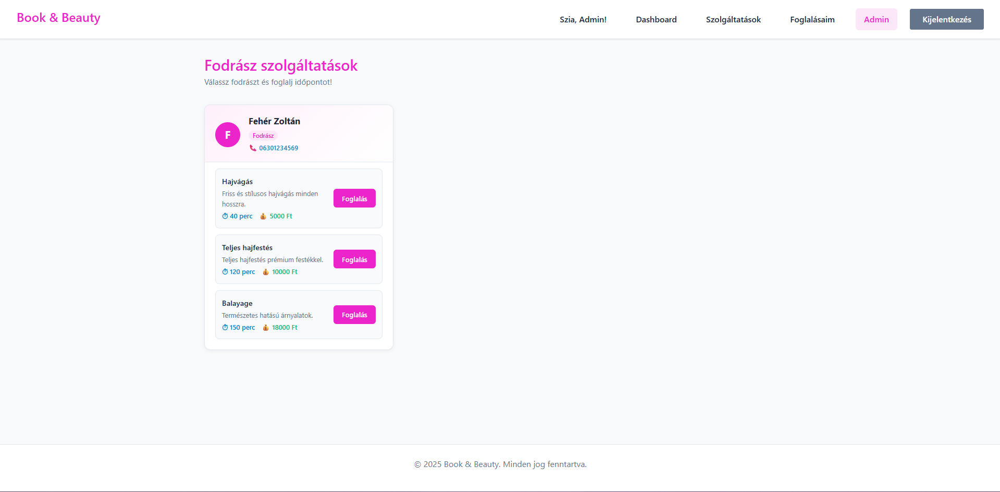 Book & Beauty
Szia, Admin!
Dashboard
Szolgáltatások
Foglalásaim
Admin
Kijelentkezés
Fodrász szolgáltatások
Válassz fodrászt és foglalj időpontot!
F
Fehér Zoltán
Fodrász
06301234569
Hajvágás
Friss és stílusos hajvágás minden
hosszra.
40 perc 5000 Ft
Foglalás
Teljes hajfestés
Teljes hajfestés prémium festékkel.
120 perc 10000 Ft
Foglalás
Balayage
Természetes hatású árnyalatok.
150 perc 18000 Ft
Foglalás
© 2025 Book & Beauty. Minden jog fenntartva.